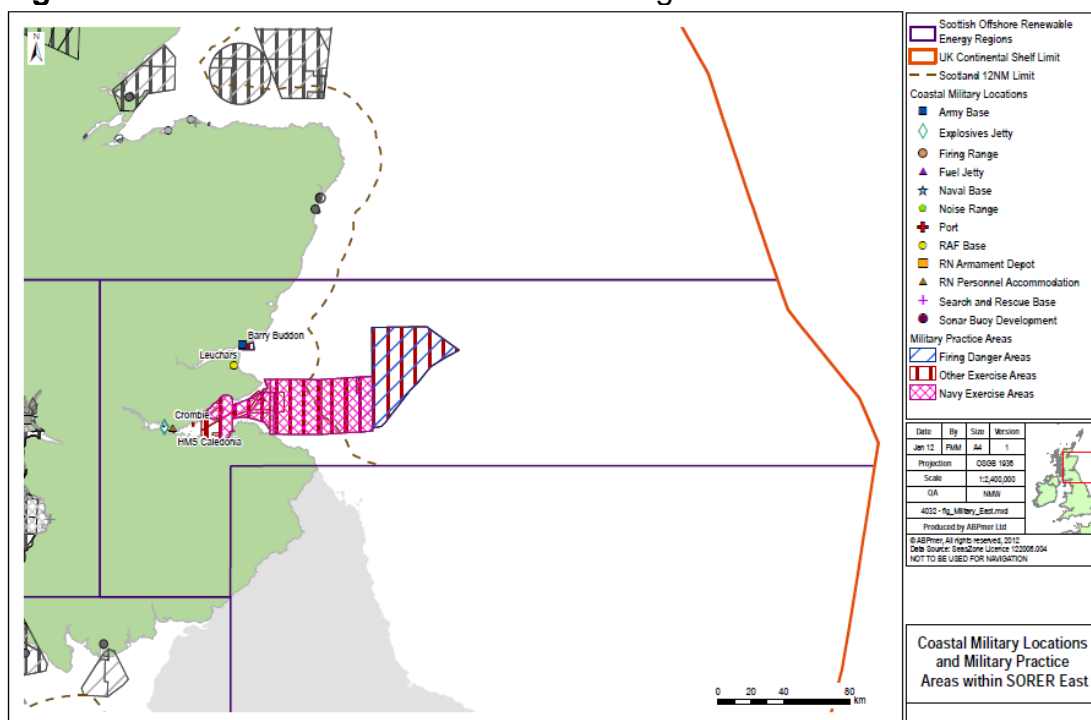 N
Barry Buddon
Leuchars
Crombie
HMS Caledonia
0 20 40 80
km
Scottish Offshore Renewable
Energy Regions
UK Continental Shelf Limit
Scotland 12NM Limit
Coastal Military Locations
Army Base
Explosives Jetty
Firing Range
Fuel Jetty
Naval Base
Noise Range
Port
RAF Base
RN Armament Depot
RN Personnel Accommodation
Search and Rescue Base
Sonar Buoy Development
Military Practice Areas
Firing Danger Areas
Other Exercise Areas
Navy Exercise Areas
Date By Size Version
Jan 12 FMM A4 1
Projection OSGB 1936
Scale 1:2,400,000
QA NMW
4032 - fig_Military_East.mxd
Produced by ABPmer Ltd
© ABPmer, All rights reserved, 2012
Data Source: SeaZone Licence 122006.004
NOT TO BE USED FOR NAVIGATION
Coastal Military Locations
and Military Practice
Areas within SORER East